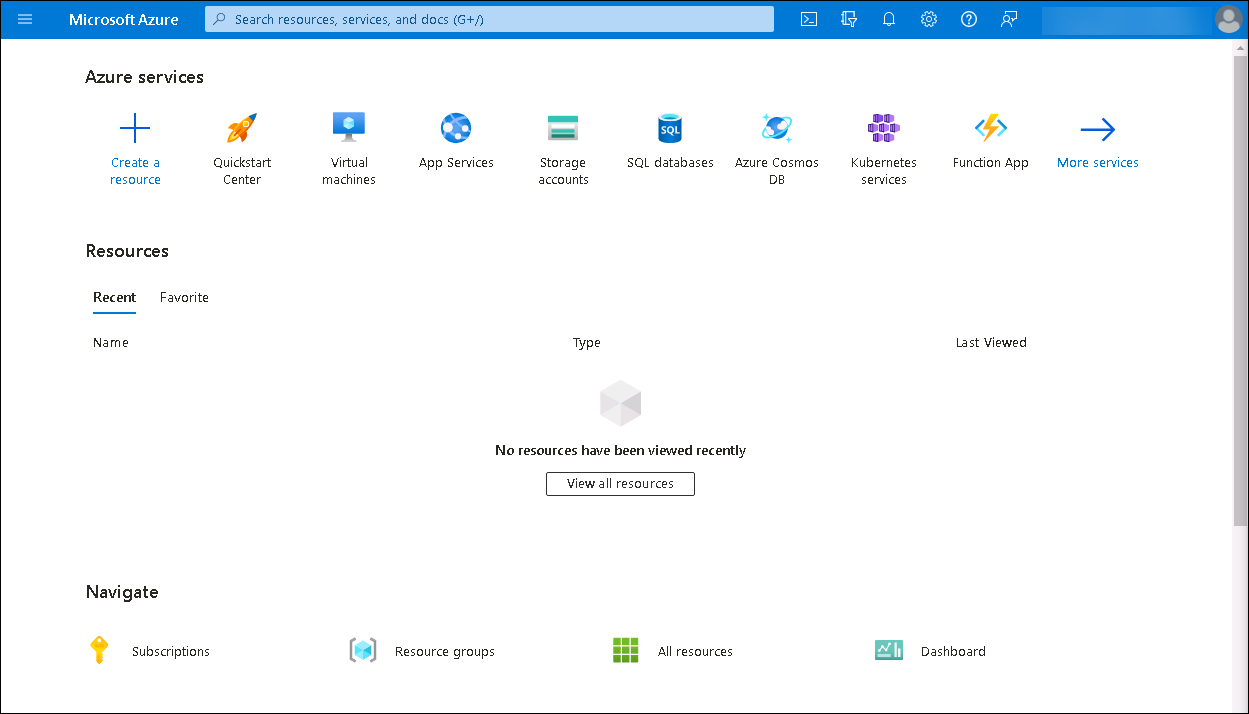 Microsoft Azure
Search resources, services, and docs (G+/)
Azure services
Create a
resource
Quickstart
Center
Virtual
machines
App Services
Storage
accounts
SQL
SQL databases
Azure Cosmos
DB
Kubernetes
services
Function App
More services
Resources
Recent
Favorite
Name
Type
Last Viewed
No resources have been viewed recently
View all resources
Navigate
Subscriptions
Resource groups
All resources
Dashboard